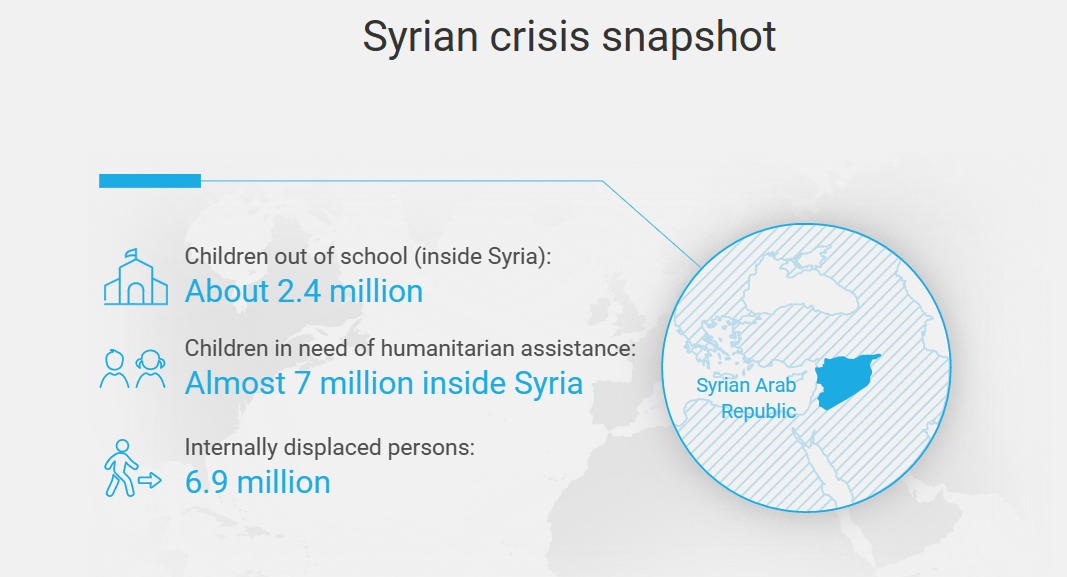 Syrian crisis snapshot
Children out of school (inside Syria):
About 2.4 million
Children in need of humanitarian assistance:
Almost 7 million inside Syria
Internally displaced persons:
6.9 million
Syrian Arab
Republic